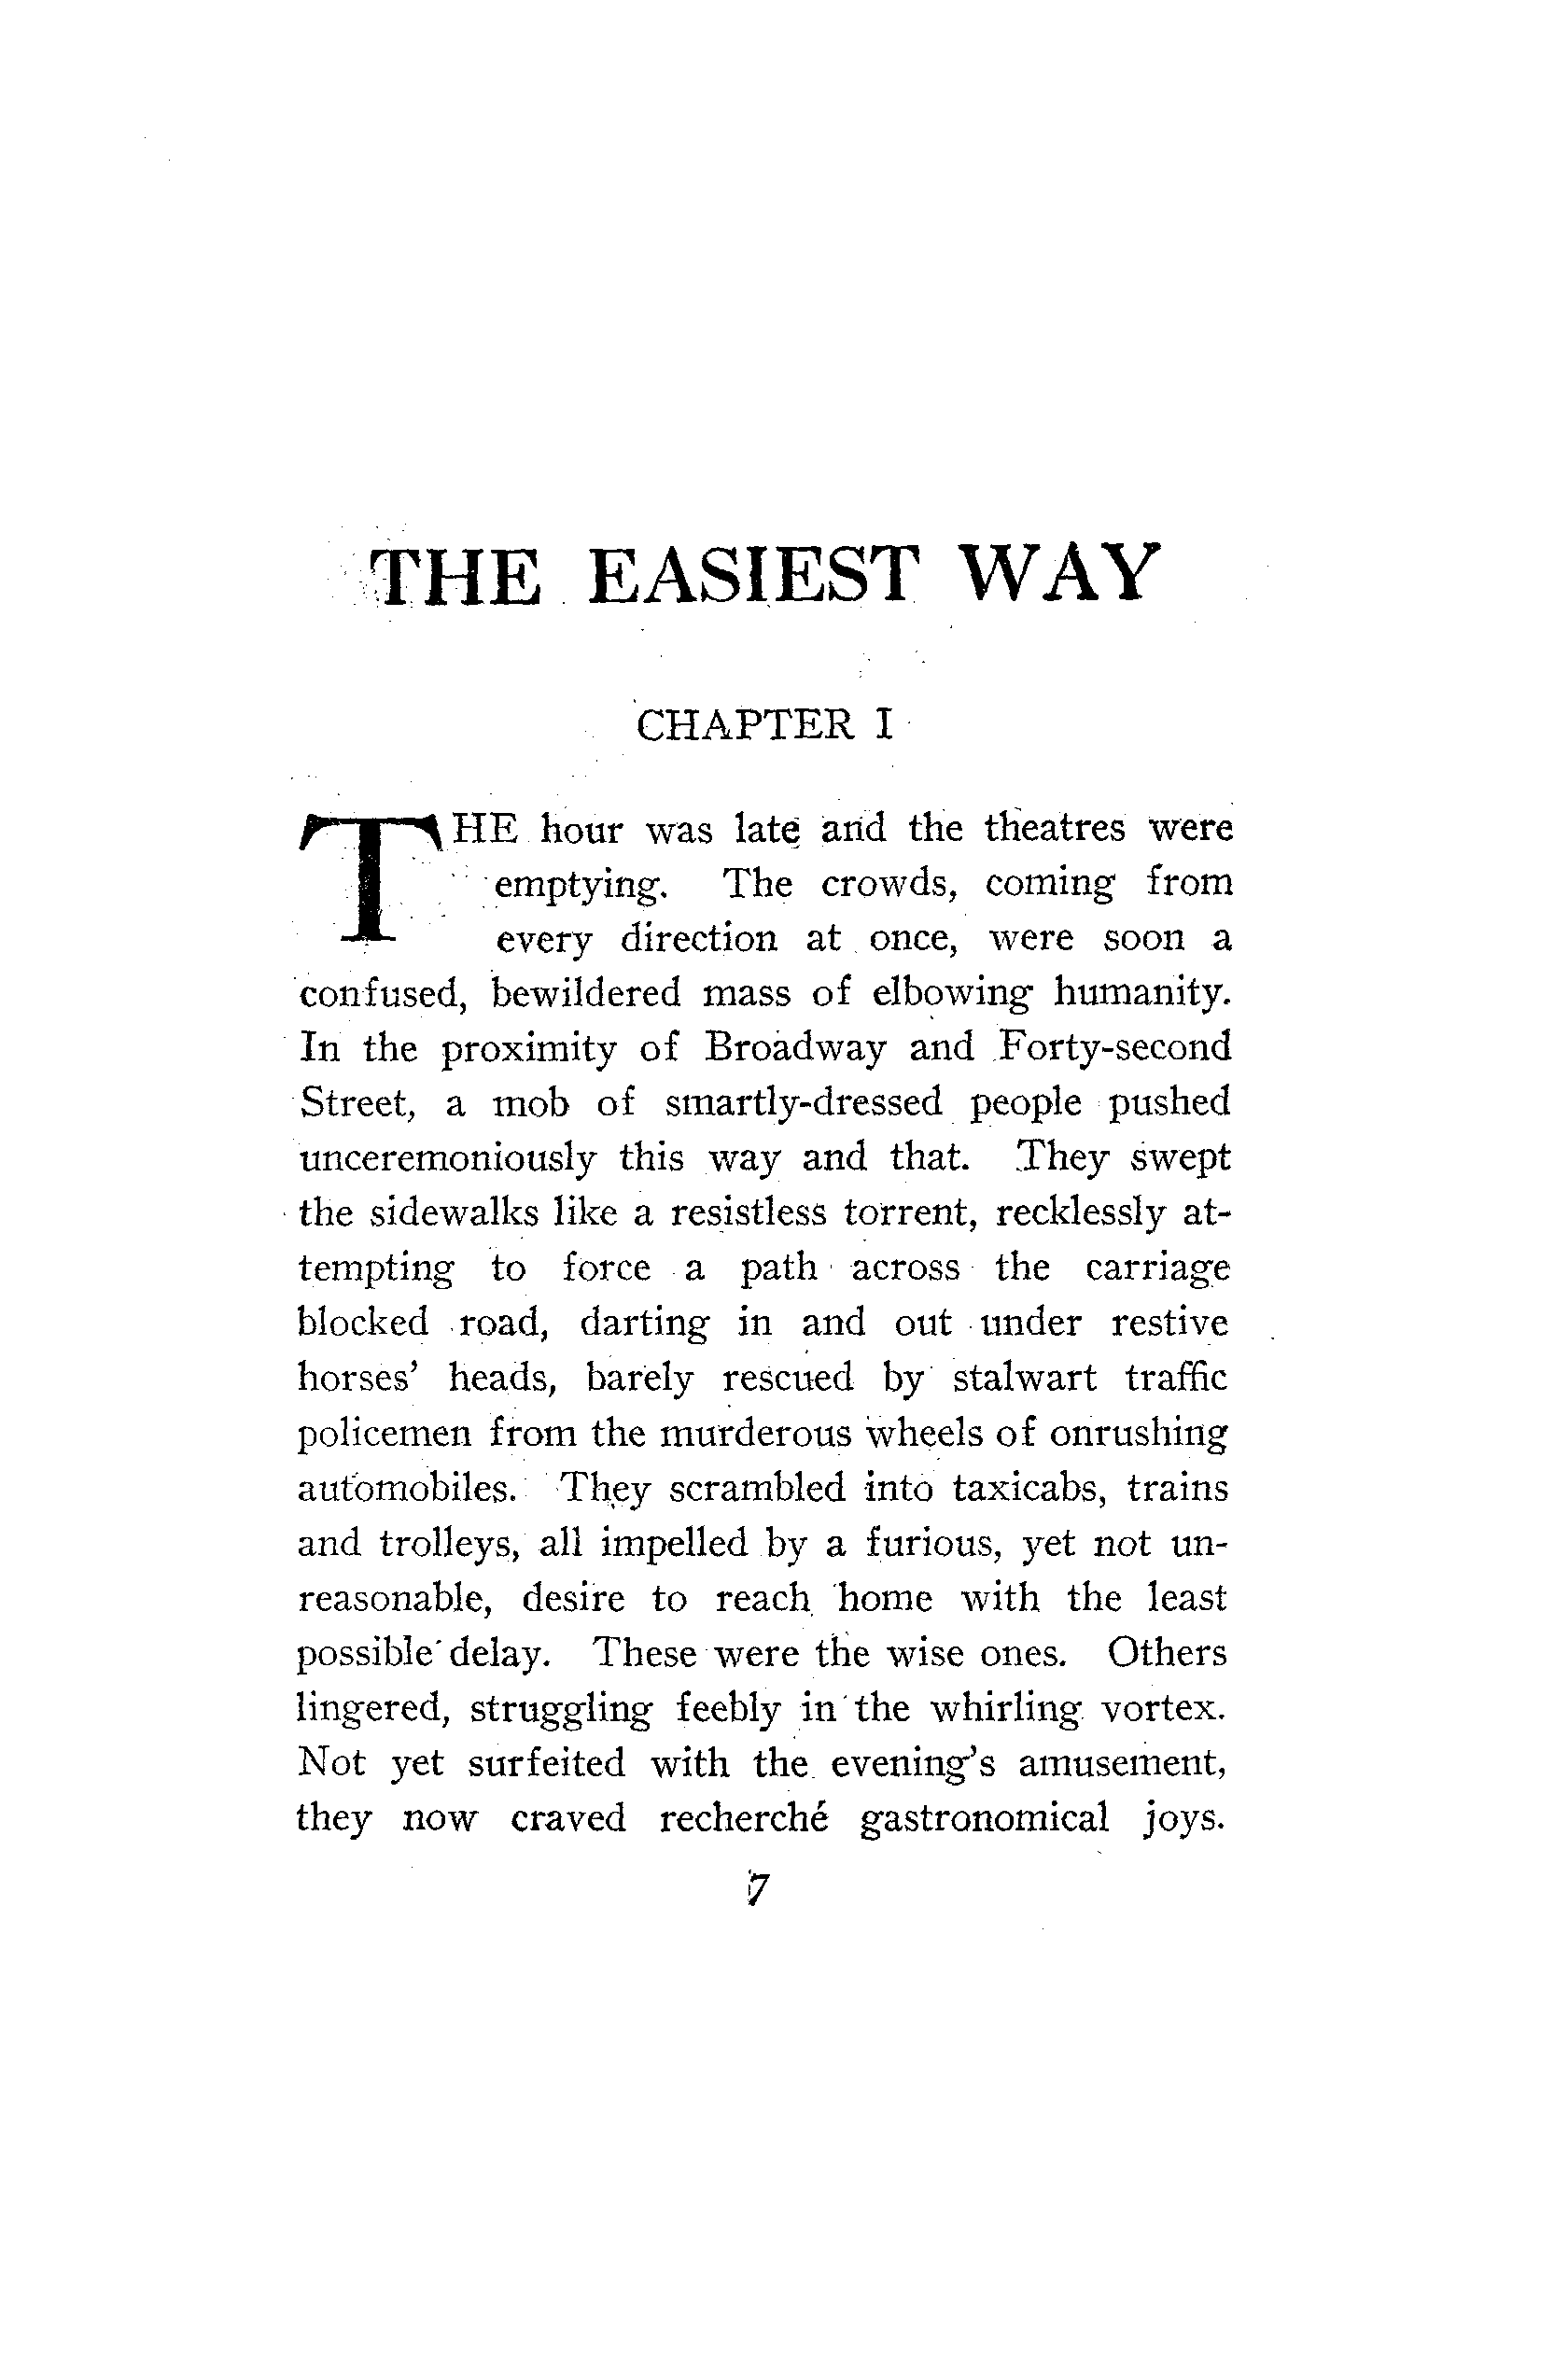 THE EASIEST WAY
CHAPTER I
THE hour was late and the theatres were
emptying. The crowds, coming from
every direction at once, were soon a
confused, bewildered mass of elbowing humanity.
In the proximity of Broadway and Forty-second
Street, a mob of smartly-dressed people pushed
unceremoniously this way and that. They swept
the sidewalks like a resistless torrent, recklessly at-
tempting to force a path across the carriage
blocked road, darting in and out under restive
horses' heads, barely rescued by stalwart traffic
policemen from the murderous wheels of onrushing
automobiles. They scrambled into taxicabs, trains
and trolleys, all impelled by a furious, yet not un-
reasonable, desire to reach home with the least
possible delay. These were the wise ones. Others
lingered, struggling feebly in the whirling vortex.
Not yet surfeited with the evening's amusement,
they now craved recherché gastronomical joys.
7